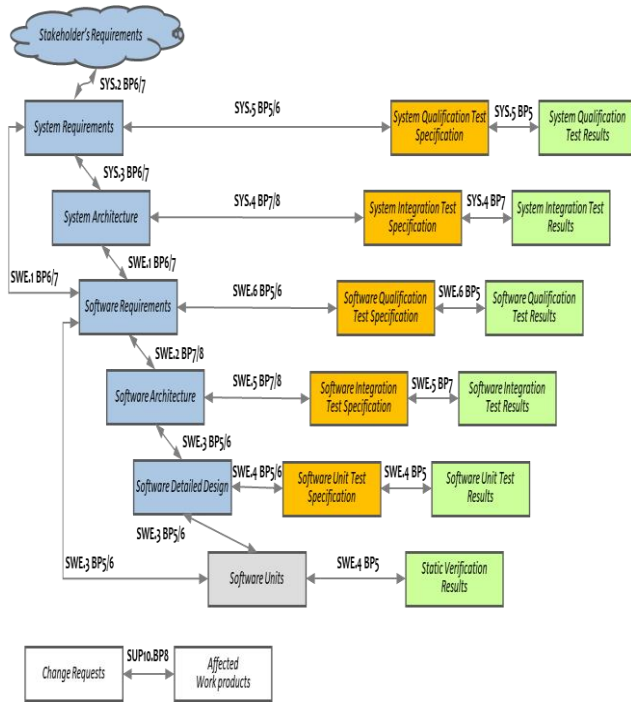 Stakeholder's Requirements
SYS.2 BP6/7
System Requirements
SYS.5 BP5/6
System Qualification Test
Specification
SYS.5 BP5
System Qualification
Test Results
SYS.3 BP6/7
System Architecture
SYS.4 BP7/8
System Integration Test
Specification
SYS.4 BP7
System Integration Test
Results
SWE.1 BP6/7
SWE.1 BP6/7
Software Requirements
SWE.6 BP5/6
Software Qualification
Test Specification
SWE.6 BP5
Software Qualification
Test Results
SWE.2 BP7/8
Software Architecture
SWE.5 BP7/8
Software Integration
Test Specification
SWE.5 BP7
Software Integration
Test Results
SWE.3 BP5/6
Software Detailed Design
SWE.4 BP5/6
Software Unit Test
Specification
SWE.4 BP5
Software Unit Test
Results
SWE.3 BP5/6
SWE.3 BP5/6
Software Units
SWE.4 BP5
Static Verification
Results
Change Requests
SUP10.BP8
Affected
Work products